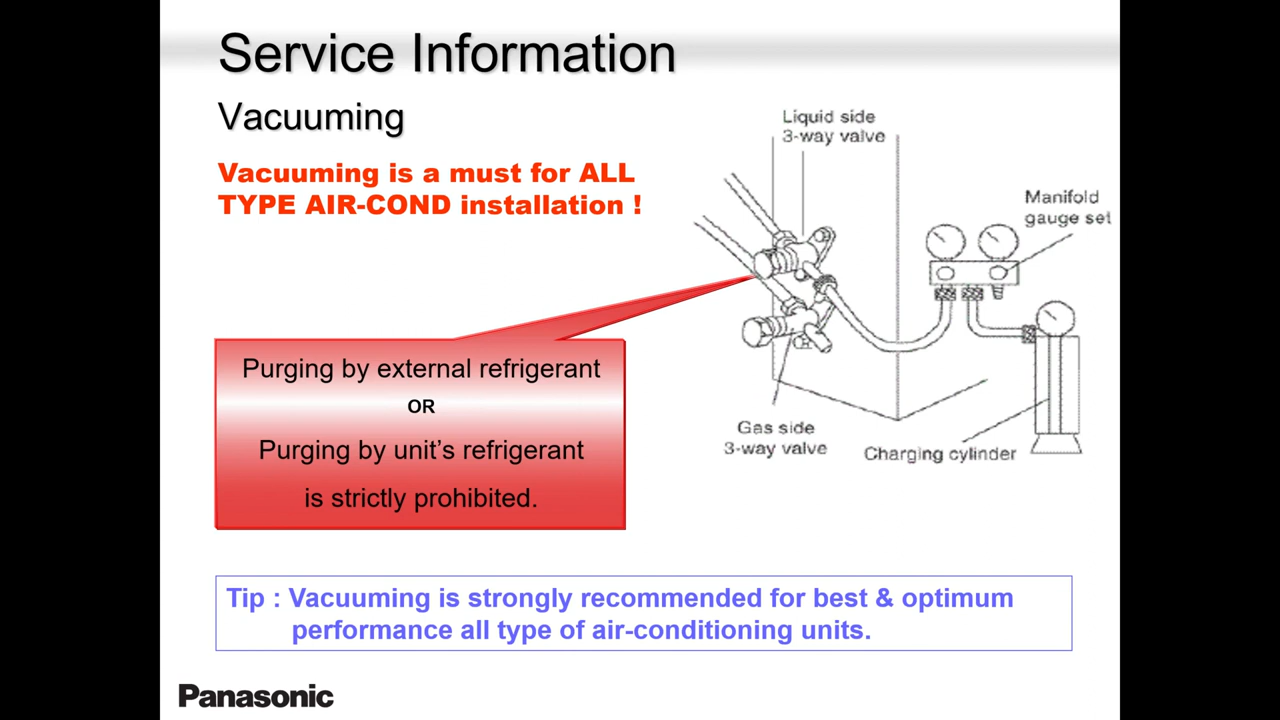 Service Information
Vacuuming
Vacuuming is a must for ALL
TYPE AIR-COND installation !
Liquid side
3-way valve
Manifold
gauge set
Purging by external refrigerant
OR
Purging by unit's refrigerant
is strictly prohibited.
Gas side
3-way valve
Charging cylinder
Tip : Vacuuming is strongly recommended for best & optimum
performance all type of air-conditioning units.
Panasonic